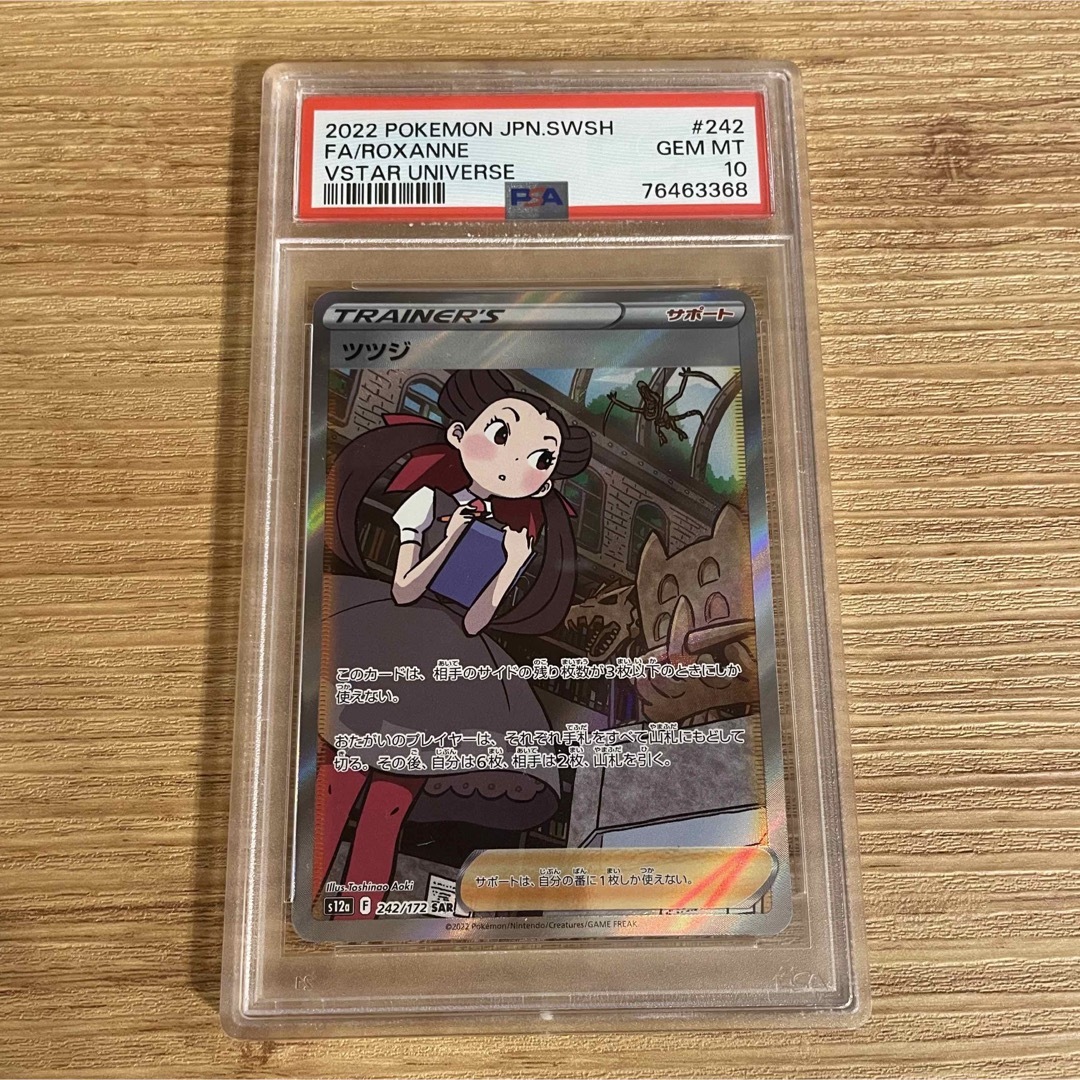 2022 POKEMON JPN.SWSH #242
FA/ROXANNE GEM MT
VSTAR UNIVERSE 10
PSA 76463368
TRAINER'S サポート
ツツジ
このカードは、相手のサイドの残り枚数が3枚以下のときにしか
使えない。
おたがいのプレイヤーは、それぞれ手札をすべて山札にもどして
切る。その後、自分は6枚、相手は2枚、山札を引く。
サポートは、自分の番に1枚しか使えない。
Illus.Toshinao Aoki
s12a F 242/172 SAR
©2022 Pokémon/Nintendo/Creatures/GAME FREAK.